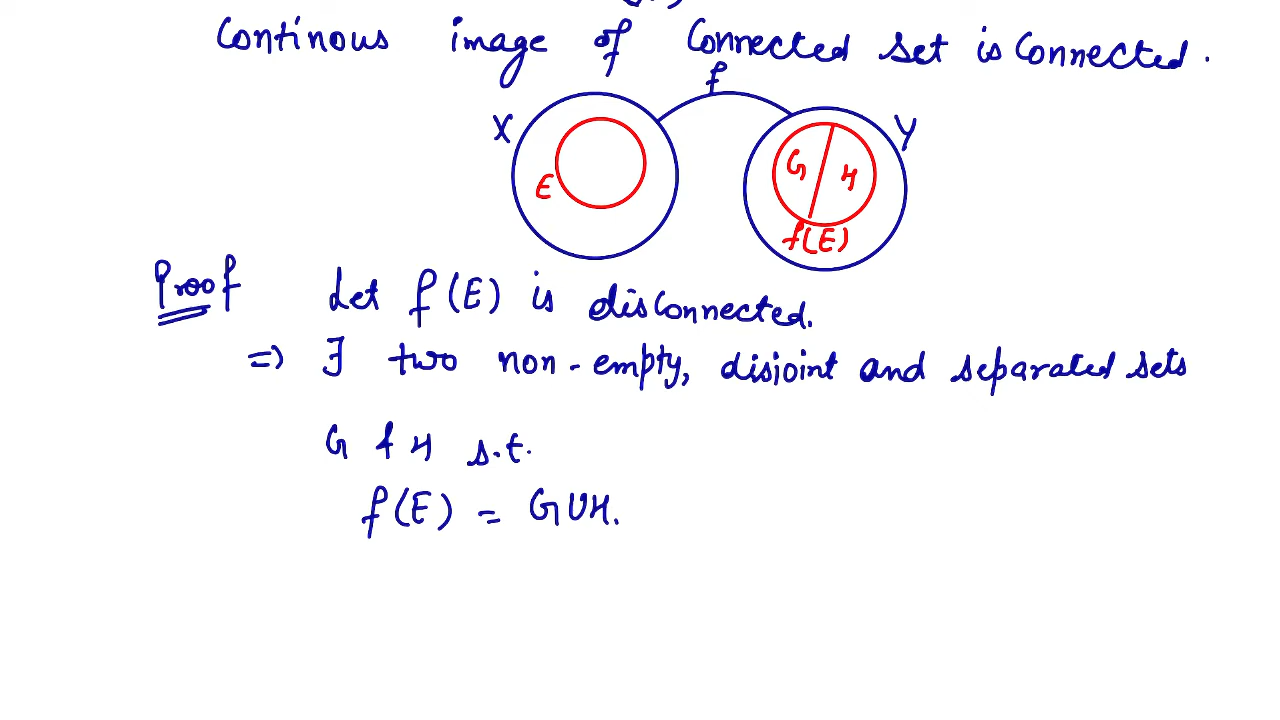 Continous image of Connected set is Connected.
f
X
Y
G H
E
f(E)
Proof Let f(E) is disconnected.
=> ∃ two non-empty, disjoint and separated sets
G & H s.t.
f(E) = G U H.